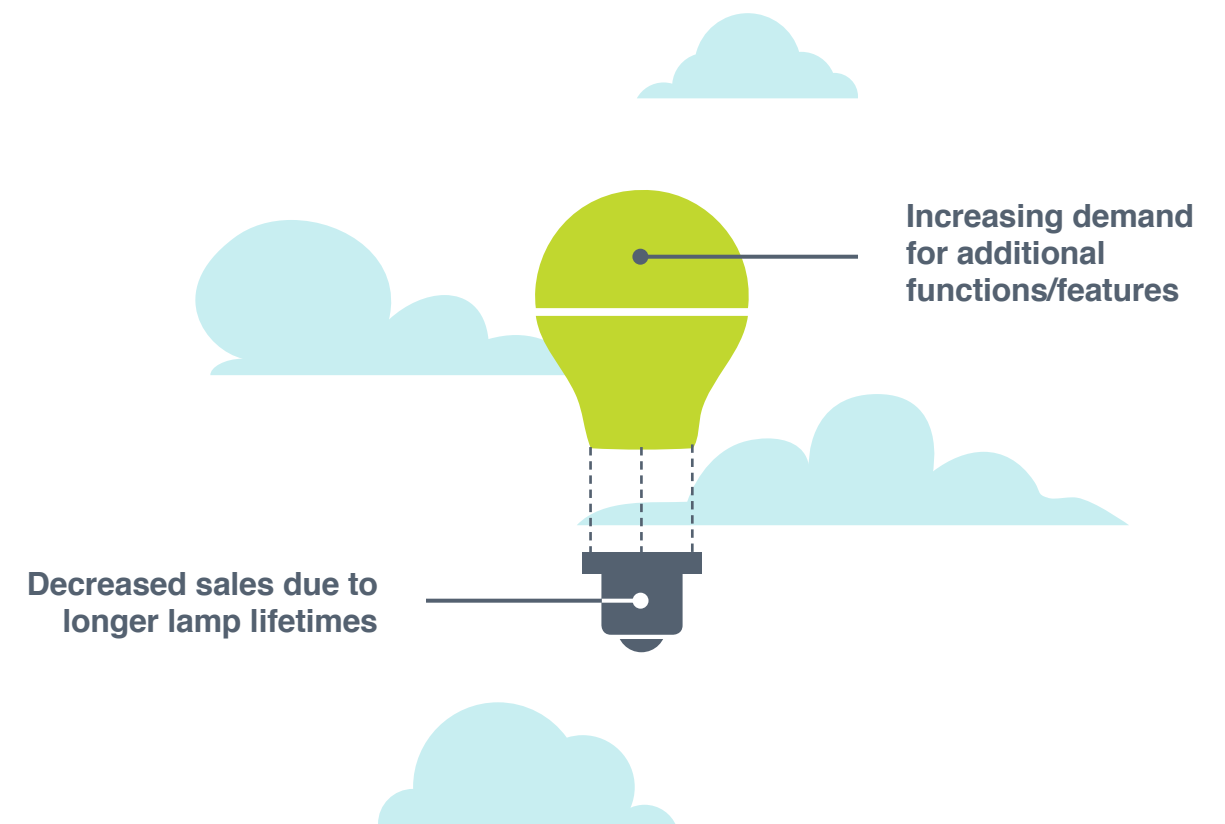 Increasing demand
for additional
functions/features
Decreased sales due to
longer lamp lifetimes